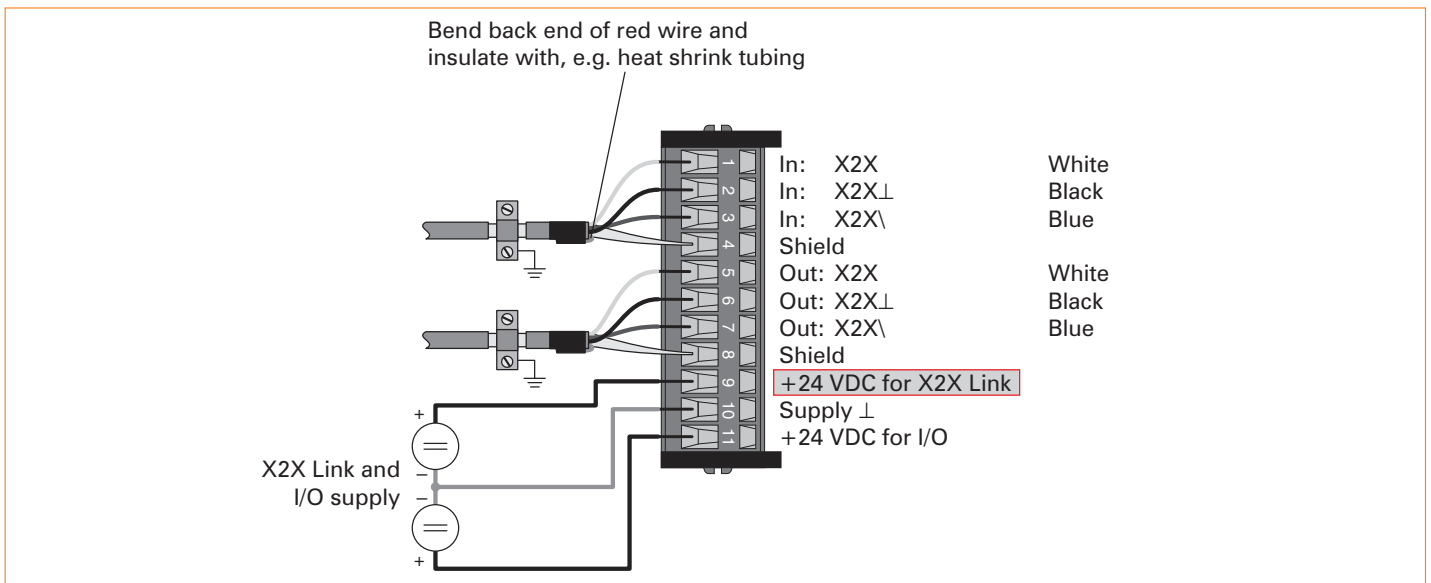 Bend back end of red wire and
insulate with, e.g. heat shrink tubing
1 In: X2X White
2 In: X2X⊥ Black
3 In: X2X\ Blue
4 Shield
5 Out: X2X White
6 Out: X2X⊥ Black
7 Out: X2X\ Blue
8 Shield
9 +24 VDC for X2X Link
10 Supply ⊥
11 +24 VDC for I/O
+
X2X Link and –
I/O supply –
+